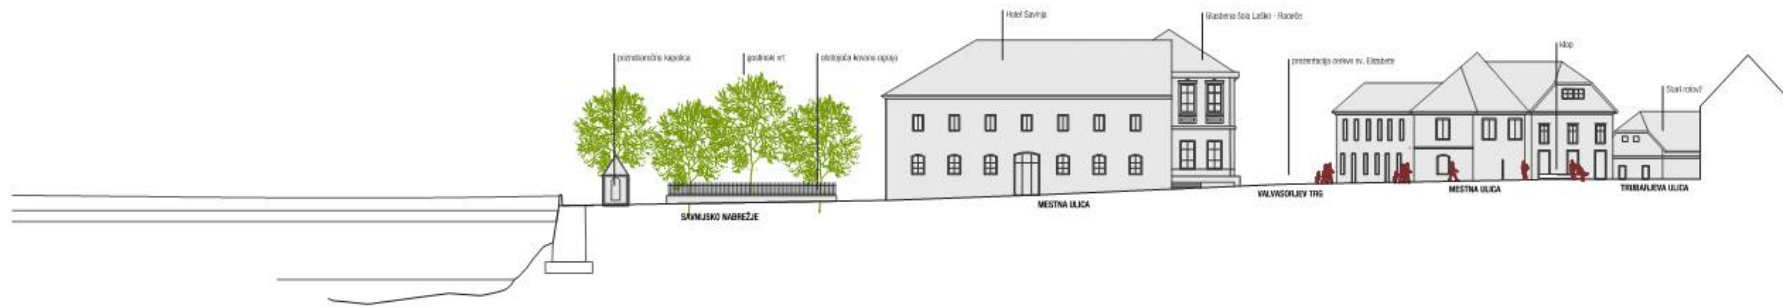 Hotel Savinja
Glasbena šola Laško - Radeče
klop
poznobaročna kapelica
gostinski vrt
obstoječa kovana ograja
prezentacija cerkve sv. Elizabete
Stari rotovž
SAVINJSKO NABREŽJE
MESTNA ULICA
VALVASORJEV TRG
MESTNA ULICA
TRUBARJEVA ULICA